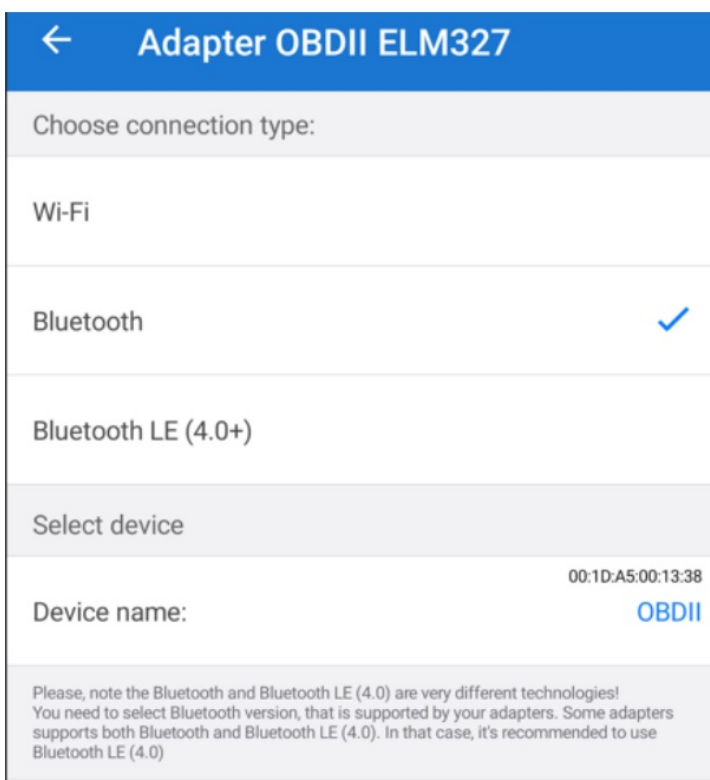 Adapter OBDII ELM327
Choose connection type:
Wi-Fi
Bluetooth
Bluetooth LE (4.0+)
Select device
00:1D:A5:00:13:38
Device name:
OBDII
Please, note the Bluetooth and Bluetooth LE (4.0) are very different technologies!
You need to select Bluetooth version, that is supported by your adapters. Some adapters
supports both Bluetooth and Bluetooth LE (4.0). In that case, it's recommended to use
Bluetooth LE (4.0)